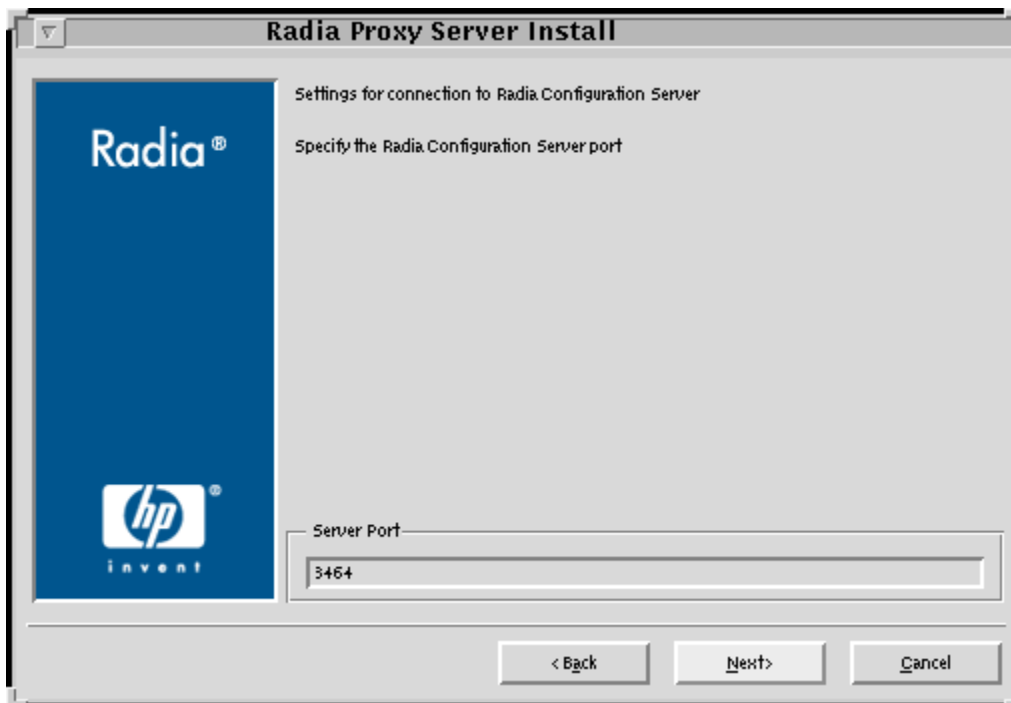 Radia Proxy Server Install
Settings for connection to Radia Configuration Server
Specify the Radia Configuration Server port
Radia®
hp®
invent
Server Port
3464
< Back
Next>
Cancel